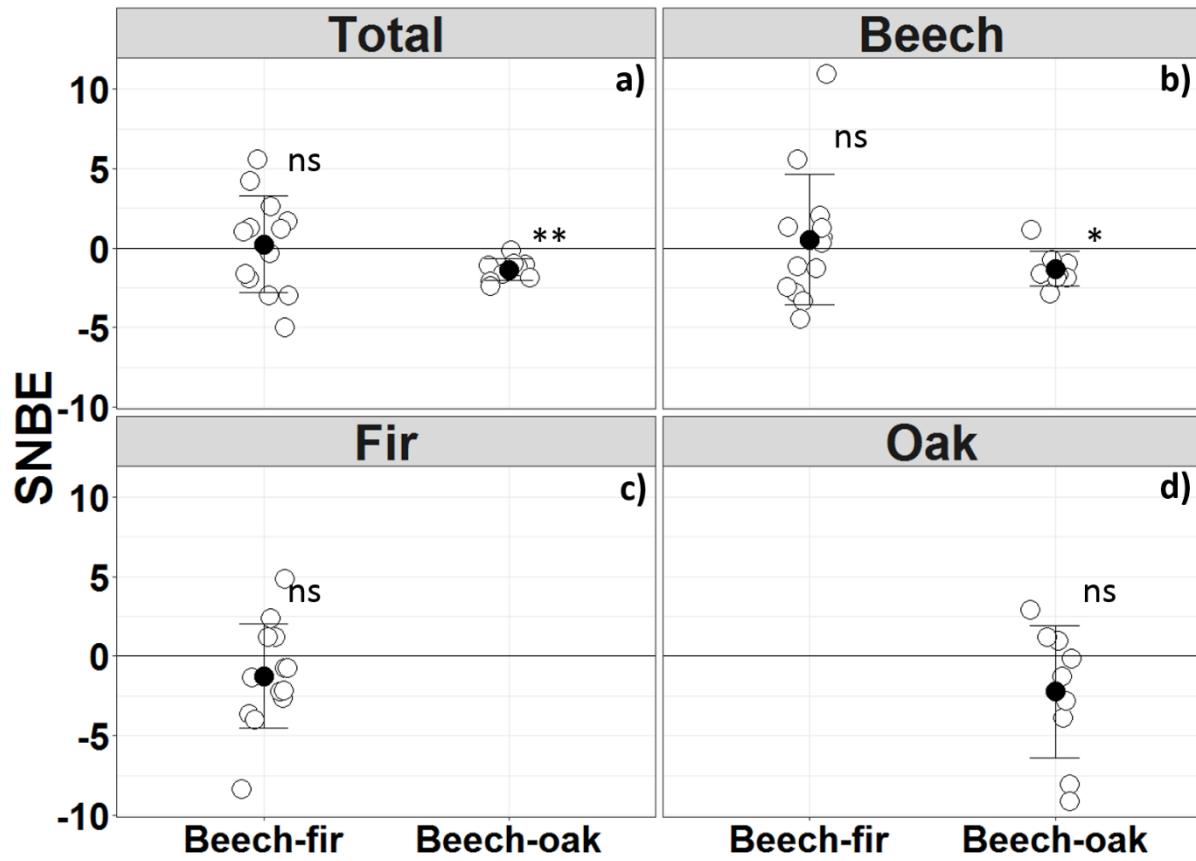 Total
Beech
a)
b)
10
5
0
-5
-10
ns
**
ns
*
SNBE
Fir
Oak
c)
d)
10
5
0
-5
-10
ns
ns
Beech-fir
Beech-oak
Beech-fir
Beech-oak